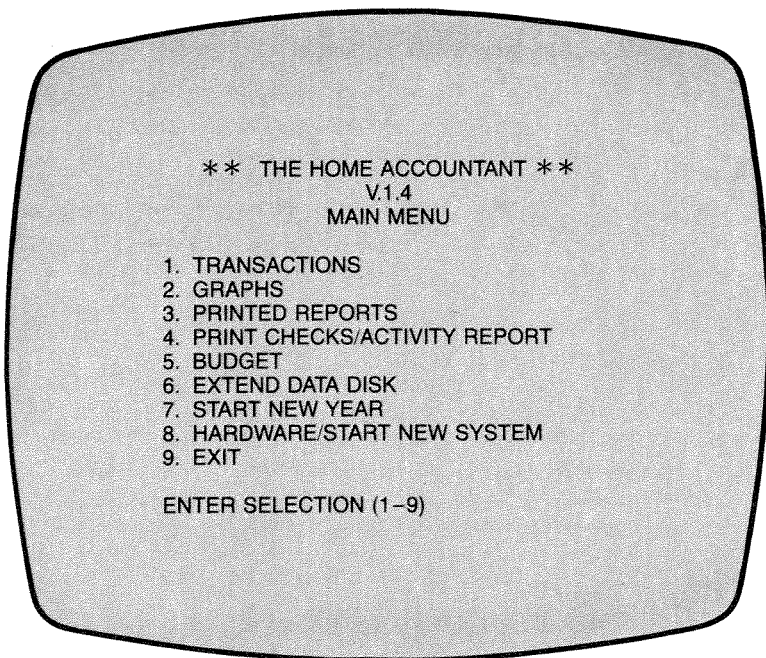 ** THE HOME ACCOUNTANT **
V.1.4
MAIN MENU
1. TRANSACTIONS
2. GRAPHS
3. PRINTED REPORTS
4. PRINT CHECKS/ACTIVITY REPORT
5. BUDGET
6. EXTEND DATA DISK
7. START NEW YEAR
8. HARDWARE/START NEW SYSTEM
9. EXIT
ENTER SELECTION (1–9)